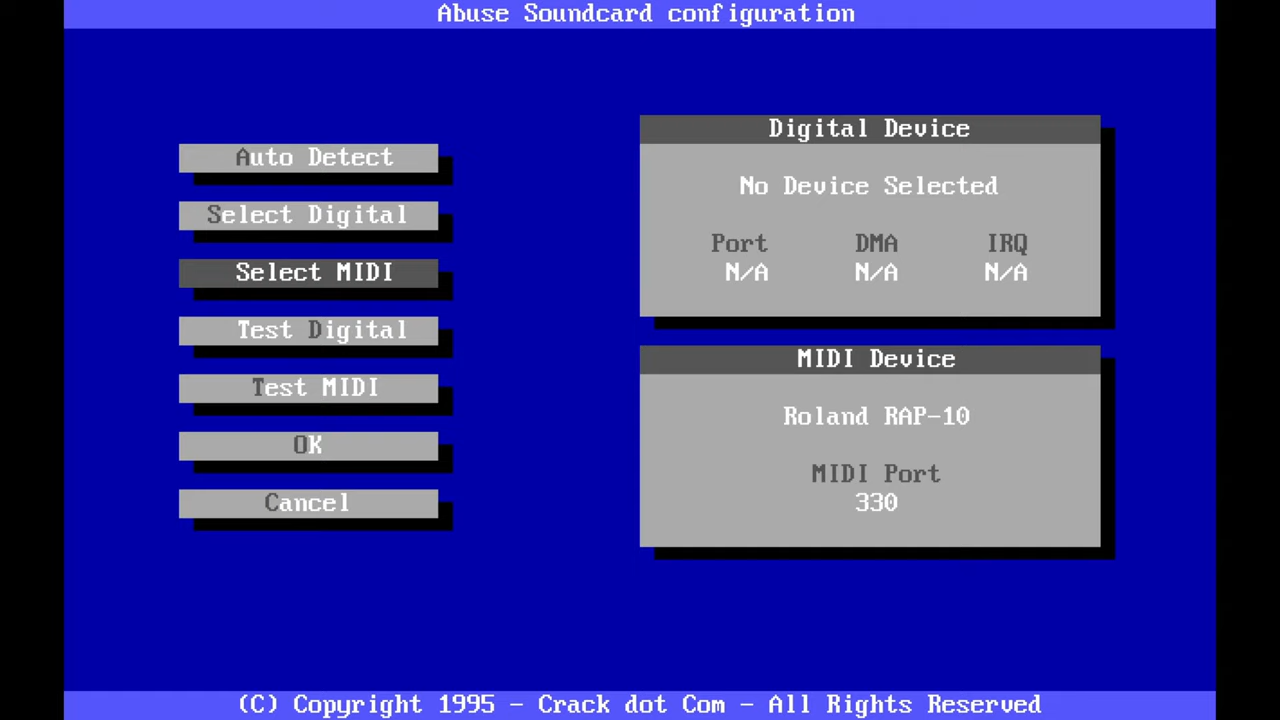 Abuse Soundcard configuration
Auto Detect
Select Digital
Select MIDI
Test Digital
Test MIDI
OK
Cancel
Digital Device
No Device Selected
Port DMA IRQ
N/A N/A N/A
MIDI Device
Roland RAP-10
MIDI Port
330
(C) Copyright 1995 - Crack dot Com - All Rights Reserved